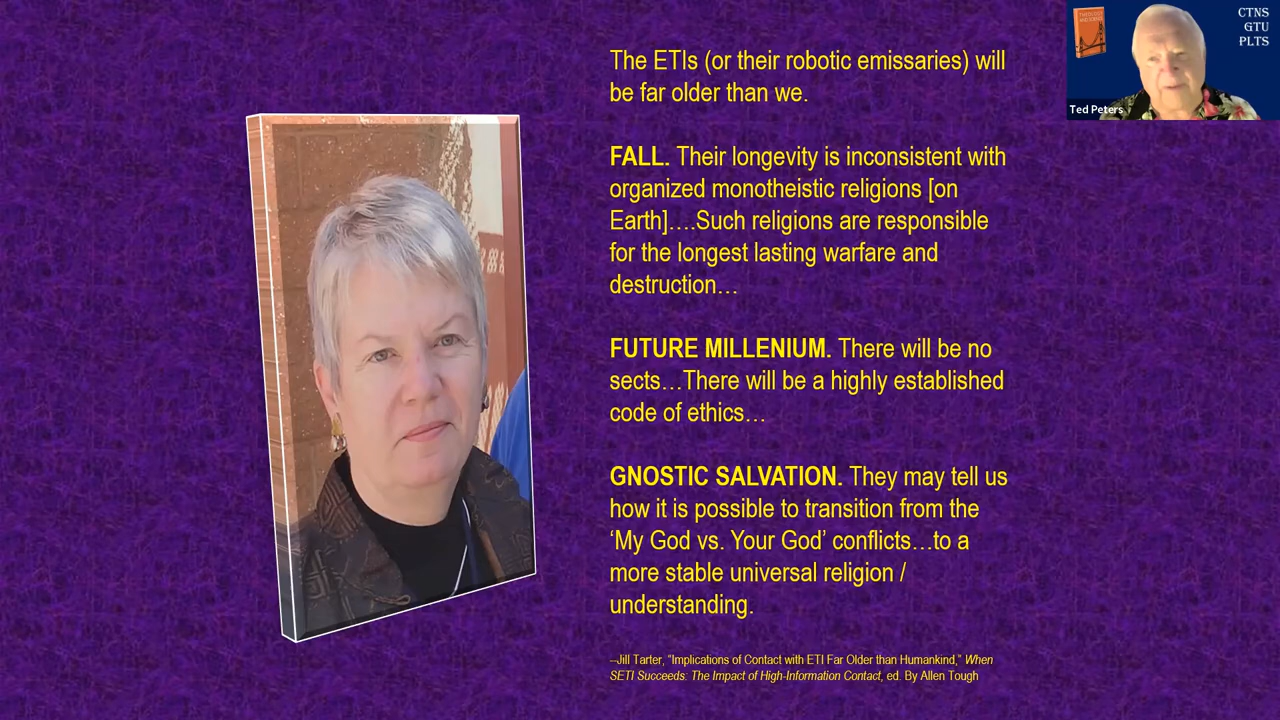 The ETIs (or their robotic emissaries) will
be far older than we.
FALL. Their longevity is inconsistent with
organized monotheistic religions [on
Earth]….Such religions are responsible
for the longest lasting warfare and
destruction…
FUTURE MILLENIUM. There will be no
sects…There will be a highly established
code of ethics…
GNOSTIC SALVATION. They may tell us
how it is possible to transition from the
‘My God vs. Your God’ conflicts…to a
more stable universal religion /
understanding.
--Jill Tarter, “Implications of Contact with ETI Far Older than Humankind,” When
SETI Succeeds: The Impact of High-Information Contact, ed. By Allen Tough
CTNS
GTU
PLTS
Ted Peters